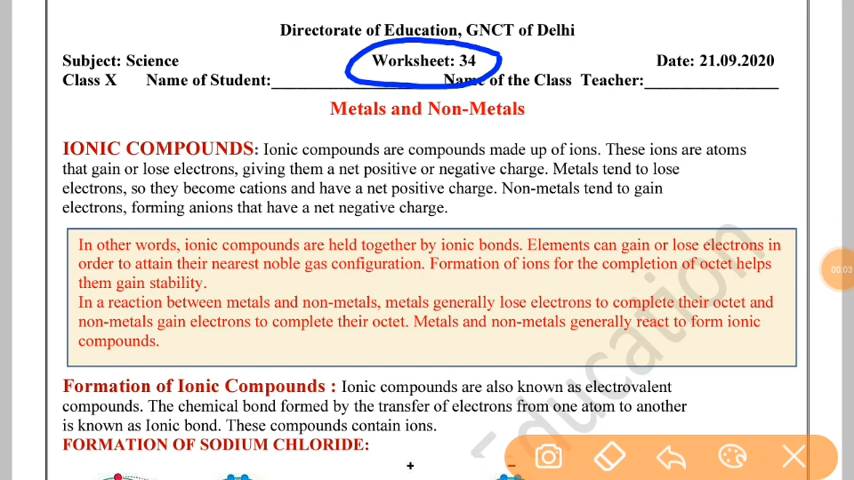 Directorate of Education, GNCT of Delhi
Subject: Science Worksheet: 34 Date: 21.09.2020
Class X Name of Student:________________ Name of the Class Teacher:______________
Metals and Non-Metals
IONIC COMPOUNDS: Ionic compounds are compounds made up of ions. These ions are atoms
that gain or lose electrons, giving them a net positive or negative charge. Metals tend to lose
electrons, so they become cations and have a net positive charge. Non-metals tend to gain
electrons, forming anions that have a net negative charge.
In other words, ionic compounds are held together by ionic bonds. Elements can gain or lose electrons in
order to attain their nearest noble gas configuration. Formation of ions for the completion of octet helps
them gain stability.
In a reaction between metals and non-metals, metals generally lose electrons to complete their octet and
non-metals gain electrons to complete their octet. Metals and non-metals generally react to form ionic
compounds.
Formation of Ionic Compounds : Ionic compounds are also known as electrovalent
compounds. The chemical bond formed by the transfer of electrons from one atom to another
is known as Ionic bond. These compounds contain ions.
FORMATION OF SODIUM CHLORIDE:
+ −
Education
00:03